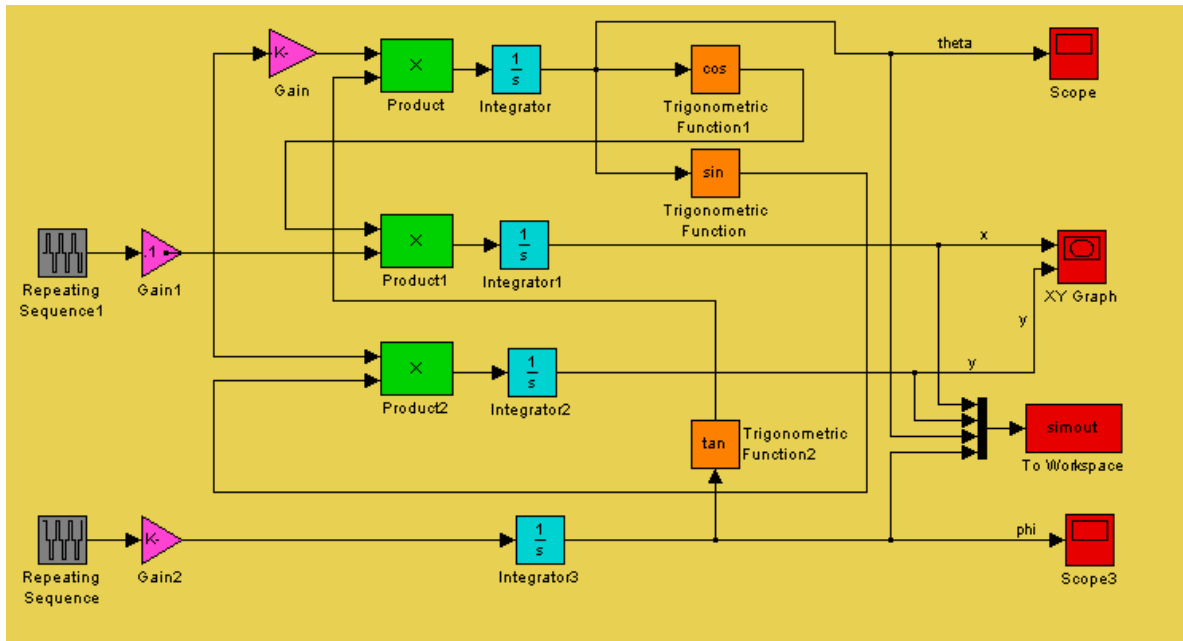 K-
Gain
×
Product
1
s
Integrator
cos
Trigonometric
Function1
theta
Scope
sin
Trigonometric
Function
Repeating
Sequence1
.1
Gain1
×
Product1
1
s
Integrator1
x
XY Graph
y
×
Product2
1
s
Integrator2
y
tan
Trigonometric
Function2
simout
To Workspace
Repeating
Sequence
K-
Gain2
1
s
Integrator3
phi
Scope3